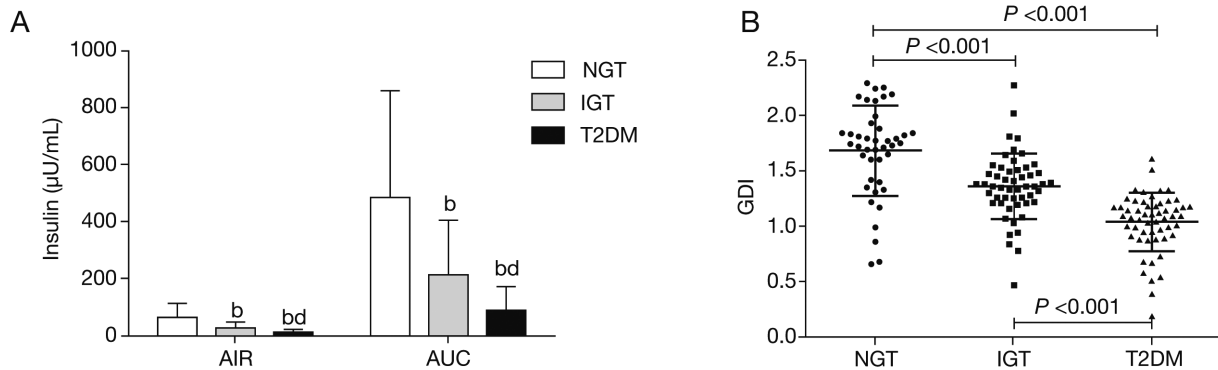 A
Insulin (µU/mL)
1000
800
600
400
200
0
b
bd
b
bd
AIR
AUC
NGT
IGT
T2DM
B
P <0.001
P <0.001
GDI
2.5
2.0
1.5
1.0
0.5
0.0
P <0.001
NGT
IGT
T2DM